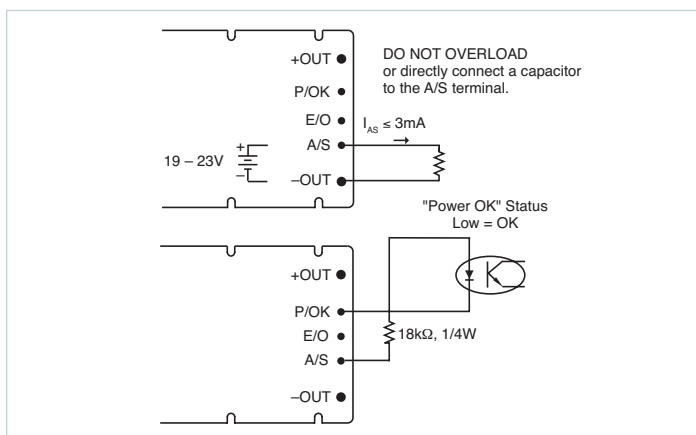 +OUT
DO NOT OVERLOAD
or directly connect a capacitor
to the A/S terminal.
P/OK
E/O
I_AS ≤ 3mA
A/S
+
19 – 23V
–
–OUT
"Power OK" Status
Low = OK
+OUT
P/OK
E/O
18kΩ, 1/4W
A/S
–OUT